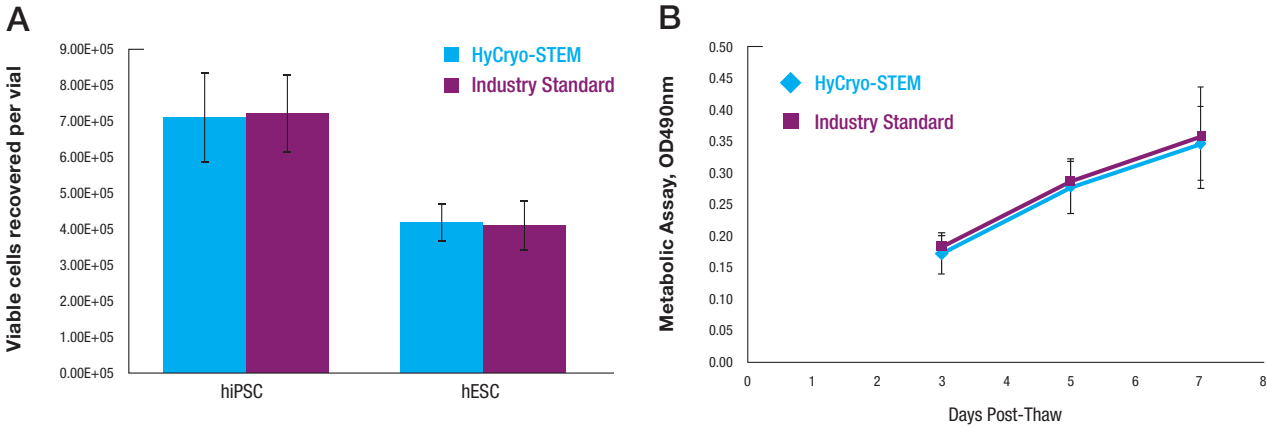 A
Viable cells recovered per vial
9.00E+05
8.00E+05
7.00E+05
6.00E+05
5.00E+05
4.00E+05
3.00E+05
2.00E+05
1.00E+05
0.00E+05
HyCryo-STEM
Industry Standard
hiPSC
hESC
B
Metabolic Assay, OD490nm
0.50
0.45
0.40
0.35
0.30
0.25
0.20
0.15
0.10
0.05
0.00
HyCryo-STEM
Industry Standard
0 1 2 3 4 5 6 7 8
Days Post-Thaw